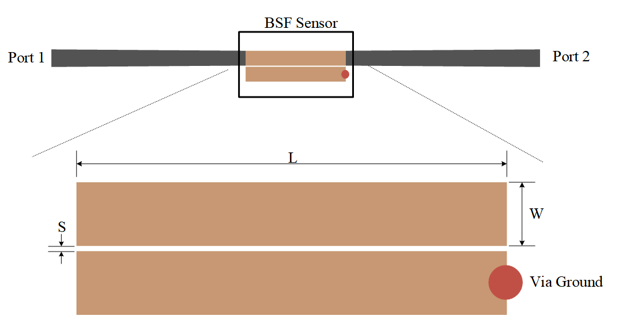 BSF Sensor
Port 1
Port 2
L
S
W
Via Ground